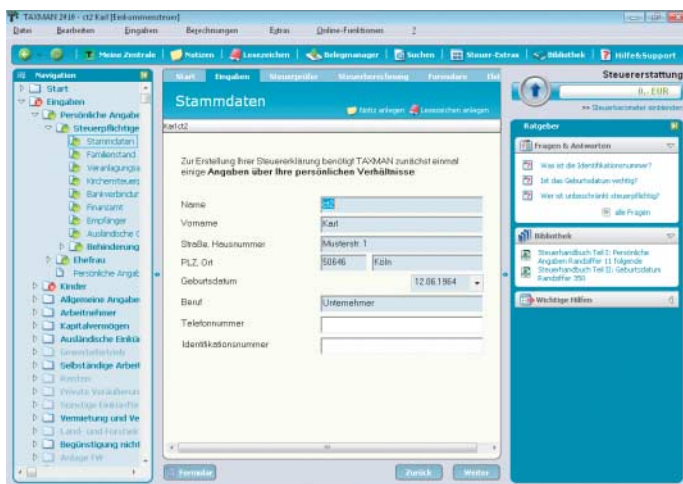 TAXMAN 2010 - ct2 Karl [Einkommensteuer]
Datei Bearbeiten Eingaben Berechnungen Extras Online-Funktionen ?
Meine Zentrale Notizen Lesezeichen Belegmanager Suchen Steuer-Extras Bibliothek Hilfe&Support
Navigation
Start
Eingaben
Persönliche Angabe
Steuerpflichtige
Stammdaten
Familienstand
Veranlagungsa
Kirchensteuerz
Bankverbindur
Finanzamt
Empfänger
Ausländische C
Behinderung
Ehefrau
Persönliche Angab
Kinder
Allgemeine Angabe
Arbeitnehmer
Kapitalvermögen
Ausländische Einkü
Gewerbebetrieb
Selbständige Arbeit
Renten
Private Veräußerun
Sonstige Einkünfte
Vermietung und Ve
Land- und Forstwir
Begünstigung nicht
Anlage FW
Start Eingaben Steuerprüfer Steuerberechnung Formulare
Stammdaten
Notiz anlegen Lesezeichen anlegen
Karl ct2
Zur Erstellung Ihrer Steuererklärung benötigt TAXMAN zunächst einmal
einige Angaben über Ihre persönlichen Verhältnisse
Name ct2
Vorname Karl
Straße, Hausnummer Musterstr. 1
PLZ, Ort 50646 Köln
Geburtsdatum 12.06.1964
Beruf Unternehmer
Telefonnummer
Identifikationsnummer
Formular Zurück Weiter
Steuererstattung
0,- EUR
>> Steuerbarometer einblenden
Ratgeber
Fragen & Antworten
Was ist die Identifikationsnummer?
Ist das Geburtsdatum wichtig?
Wer ist unbeschränkt steuerpflichtig?
alle Fragen
Bibliothek
Steuerhandbuch Teil I: Persönliche
Angaben Randziffer 11 folgende
Steuerhandbuch Teil II: Geburtsdatum
Randziffer 350
Wichtige Hilfen